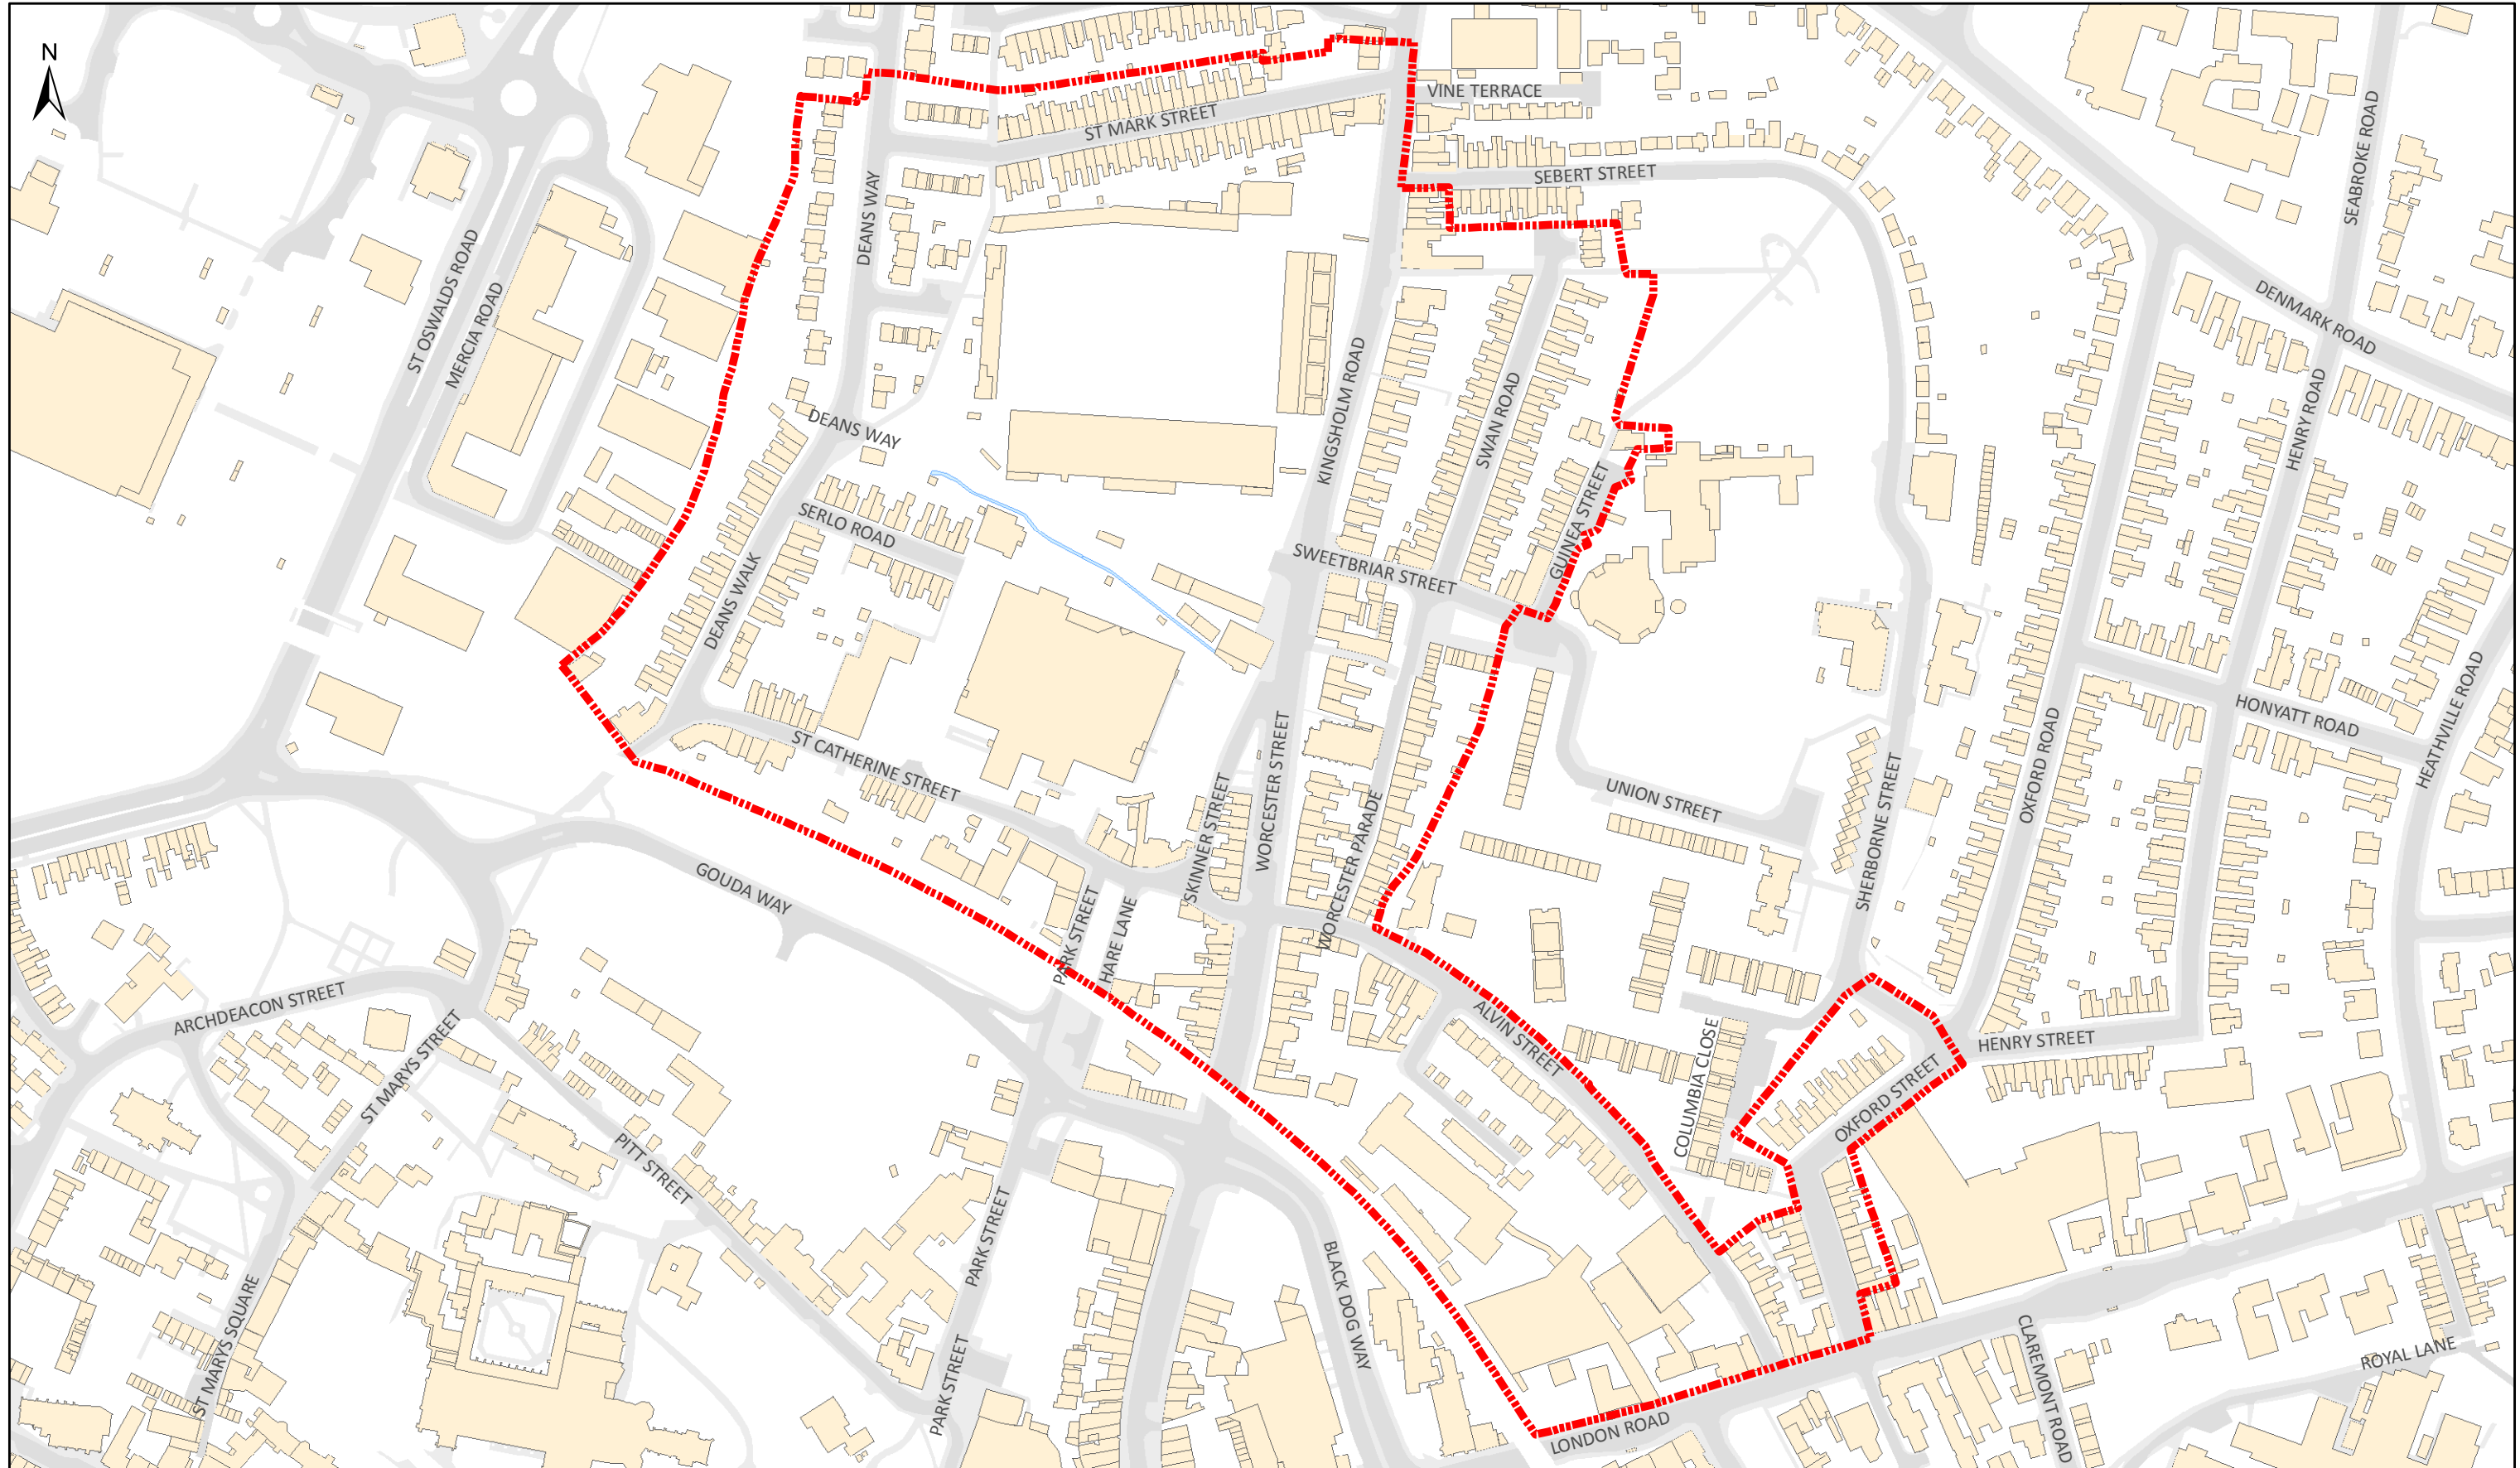 N
VINE TERRACE
ST MARK STREET
SEBERT STREET
SEABROKE ROAD
DEANS WAY
ST OSWALDS ROAD
MERCIA ROAD
DENMARK ROAD
KINGSHOLM ROAD
HENRY ROAD
SWAN ROAD
DEANS WAY
SERLO ROAD
GUINEA STREET
SWEETBRIAR STREET
DEANS WALK
HONYATT ROAD
HEATHVILLE ROAD
ST CATHERINE STREET
WORCESTER STREET
OXFORD ROAD
UNION STREET
SKINNER STREET
WORCESTER PARADE
SHERBORNE STREET
GOUDA WAY
PARK STREET
HARE LANE
ARCHDEACON STREET
ST MARYS STREET
ALVIN STREET
COLUMBIA CLOSE
HENRY STREET
OXFORD STREET
PITT STREET
PARK STREET
BLACK DOG WAY
ST MARYS SQUARE
PARK STREET
CLAREMONT ROAD
ROYAL LANE
LONDON ROAD